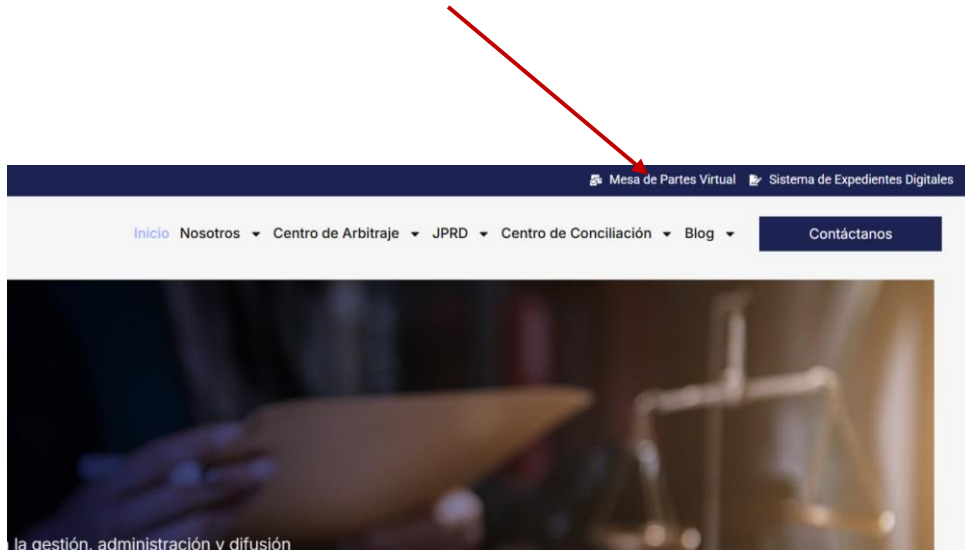 Mesa de Partes Virtual Sistema de Expedientes Digitales
Inicio Nosotros Centro de Arbitraje JPRD Centro de Conciliación Blog Contáctanos
la gestión, administración y difusión